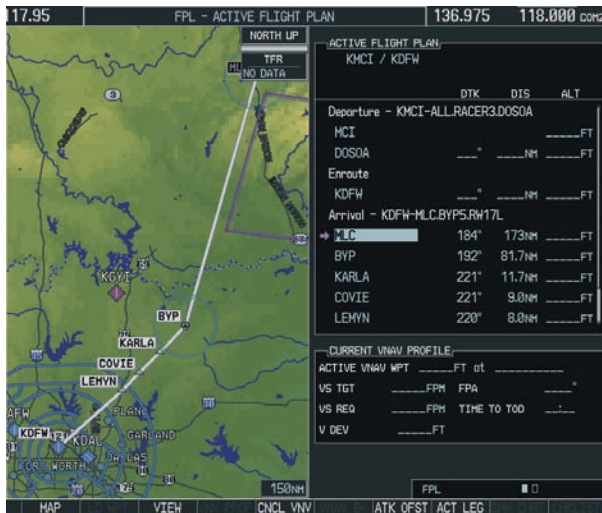 117.95
FPL - ACTIVE FLIGHT PLAN
136.975 118.000 COM2
NORTH UP
TFR
NO DATA
3
KGYI
BYP
KARLA
COVIE
LEMYN
PLANO
GARLAND
AFW
KDFW
KDAL
DALLAS
FORT WORTH
150NM
ACTIVE FLIGHT PLAN
KMCI / KDFW
DTK DIS ALT
Departure - KMCI-ALL.RACER3.DOSOA
MCI _____FT
DOSOA ___° ____NM _____FT
Enroute
KDFW ___° ____NM _____FT
Arrival - KDFW-MLC.BYP5.RW17L
MLC 184° 173NM _____FT
BYP 192° 81.7NM _____FT
KARLA 221° 11.7NM _____FT
COVIE 221° 9.0NM _____FT
LEMYN 220° 8.0NM _____FT
CURRENT VNAV PROFILE
ACTIVE VNAV WPT _____FT at __________
VS TGT _____FPM FPA ____°
VS REQ _____FPM TIME TO TOD __:__
V DEV _____FT
FPL
MAP VIEW CNCL VNV ATK OFST ACT LEG